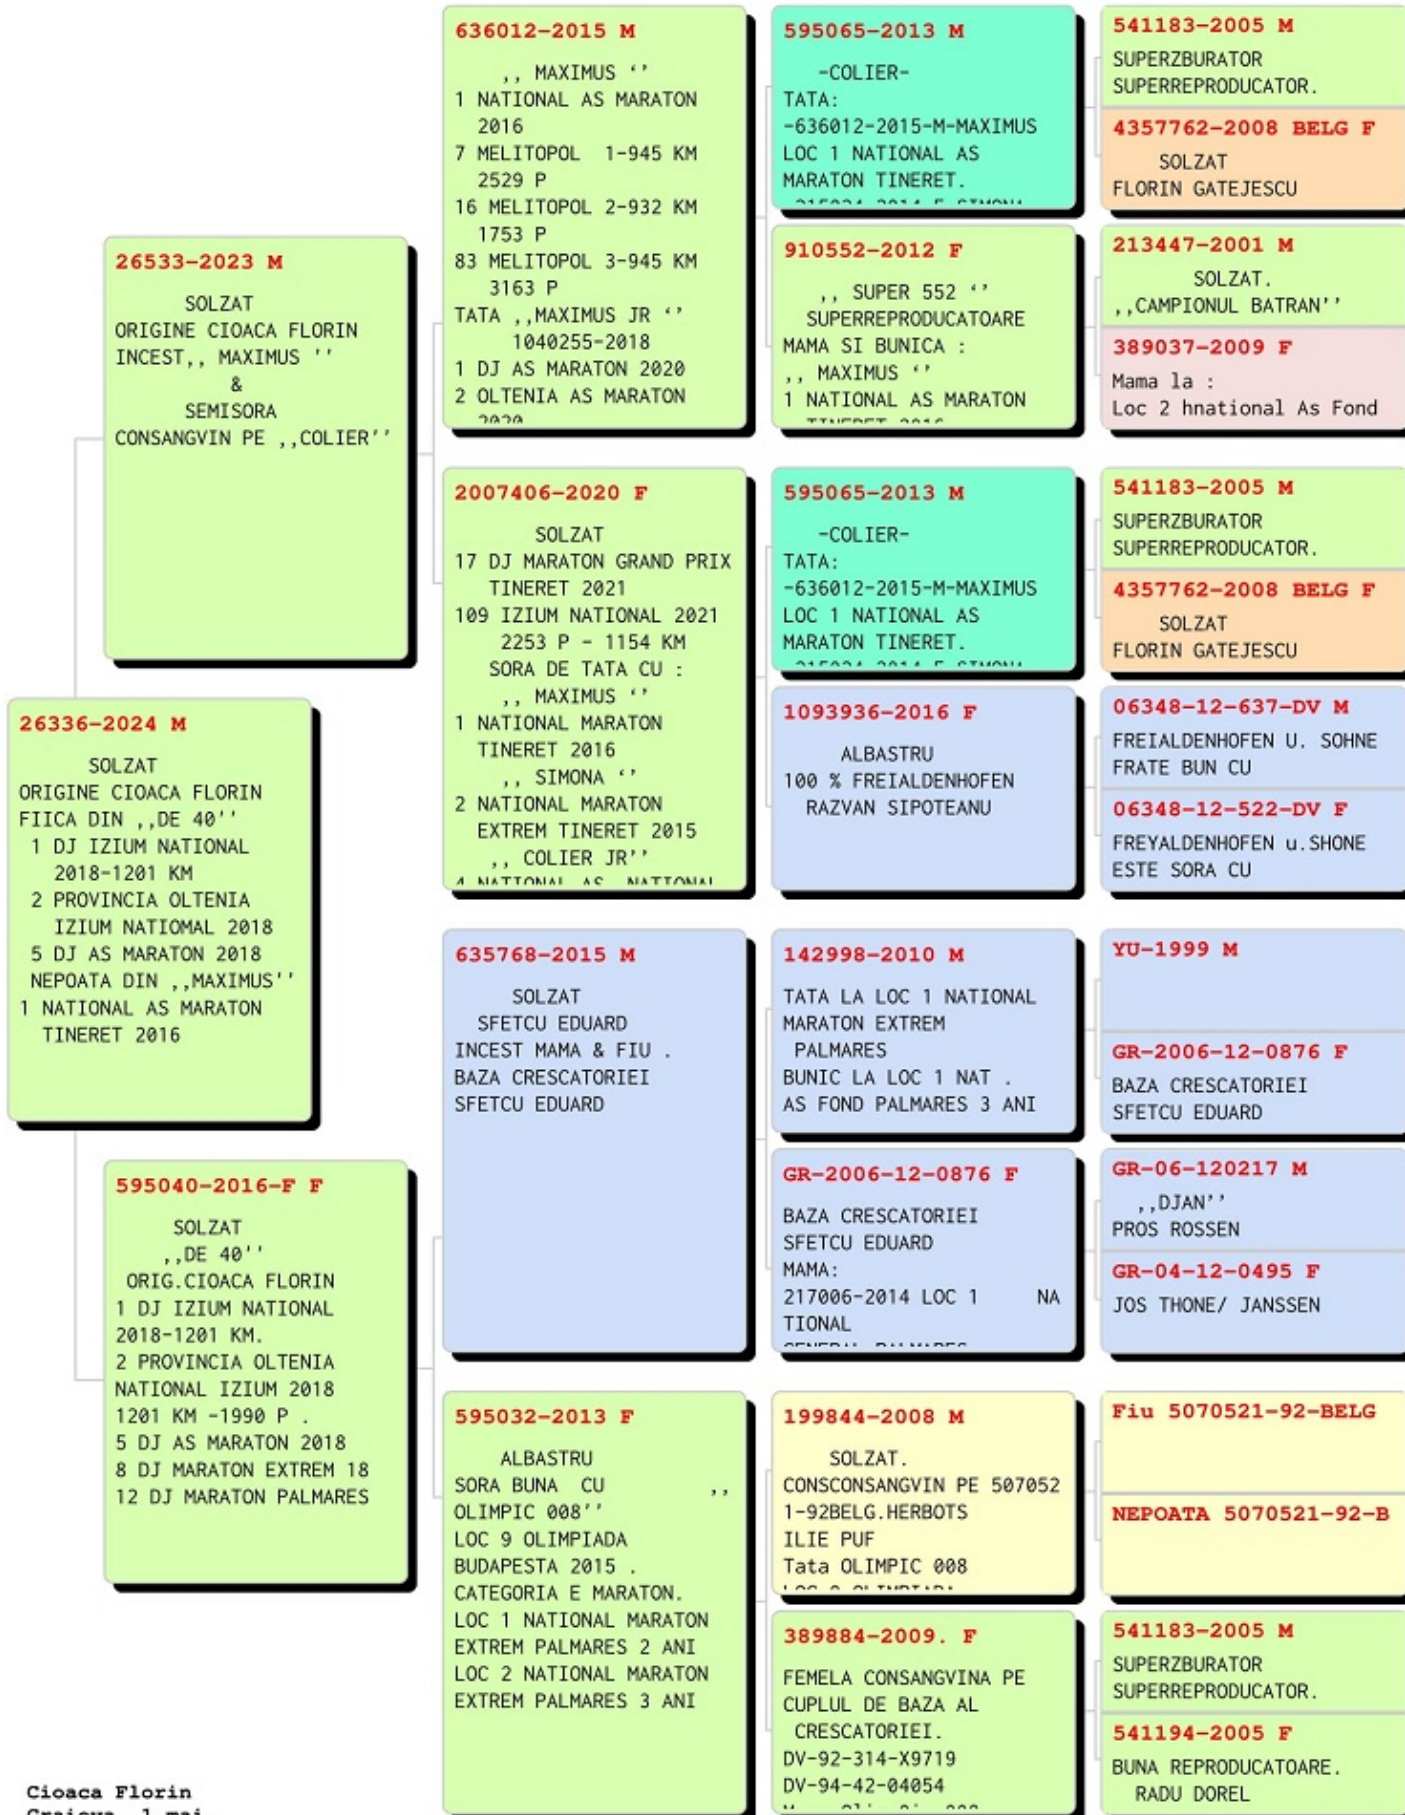 636012-2015 M
,, MAXIMUS ‘’
1 NATIONAL AS MARATON
2016
7 MELITOPOL  1-945 KM
2529 P
16 MELITOPOL 2-932 KM
1753 P
83 MELITOPOL 3-945 KM
3163 P
TATA ,,MAXIMUS JR ‘’
1040255-2018
1 DJ AS MARATON 2020
2 OLTENIA AS MARATON
2020
595065-2013 M
-COLIER-
TATA:
-636012-2015-M-MAXIMUS
LOC 1 NATIONAL AS
MARATON TINERET.
-215024-2014-F-SIMONA
541183-2005 M
SUPERZBURATOR
SUPERREPRODUCATOR.
4357762-2008 BELG F
SOLZAT
FLORIN GATEJESCU
910552-2012 F
,, SUPER 552 ‘’
SUPERREPRODUCATOARE
MAMA SI BUNICA :
,, MAXIMUS ‘’
1 NATIONAL AS MARATON
TINERET 2016
213447-2001 M
SOLZAT.
,,CAMPIONUL BATRAN''
389037-2009 F
Mama la :
Loc 2 hnational As Fond
26533-2023 M
SOLZAT
ORIGINE CIOACA FLORIN
INCEST,, MAXIMUS ''
&
SEMISORA
CONSANGVIN PE ,,COLIER''
2007406-2020 F
SOLZAT
17 DJ MARATON GRAND PRIX
TINERET 2021
109 IZIUM NATIONAL 2021
2253 P - 1154 KM
SORA DE TATA CU :
,, MAXIMUS ‘’
1 NATIONAL MARATON
TINERET 2016
,, SIMONA ‘’
2 NATIONAL MARATON
EXTREM TINERET 2015
,, COLIER JR''
4 NATIONAL AS  NATIONAL
595065-2013 M
-COLIER-
TATA:
-636012-2015-M-MAXIMUS
LOC 1 NATIONAL AS
MARATON TINERET.
-215024-2014-F-SIMONA
541183-2005 M
SUPERZBURATOR
SUPERREPRODUCATOR.
4357762-2008 BELG F
SOLZAT
FLORIN GATEJESCU
1093936-2016 F
ALBASTRU
100 % FREIALDENHOFEN
RAZVAN SIPOTEANU
06348-12-637-DV M
FREIALDENHOFEN U. SOHNE
FRATE BUN CU
06348-12-522-DV F
FREYALDENHOFEN u.SHONE
ESTE SORA CU
26336-2024 M
SOLZAT
ORIGINE CIOACA FLORIN
FIICA DIN ,,DE 40''
1 DJ IZIUM NATIONAL
2018-1201 KM
2 PROVINCIA OLTENIA
IZIUM NATIOMAL 2018
5 DJ AS MARATON 2018
NEPOATA DIN ,,MAXIMUS''
1 NATIONAL AS MARATON
TINERET 2016
635768-2015 M
SOLZAT
SFETCU EDUARD
INCEST MAMA & FIU .
BAZA CRESCATORIEI
SFETCU EDUARD
142998-2010 M
TATA LA LOC 1 NATIONAL
MARATON EXTREM
PALMARES
BUNIC LA LOC 1 NAT .
AS FOND PALMARES 3 ANI
YU-1999 M
GR-2006-12-0876 F
BAZA CRESCATORIEI
SFETCU EDUARD
GR-2006-12-0876 F
BAZA CRESCATORIEI
SFETCU EDUARD
MAMA:
217006-2014 LOC 1     NA
TIONAL
GENERAL PALMARES
GR-06-120217 M
,,DJAN''
PROS ROSSEN
GR-04-12-0495 F
JOS THONE/ JANSSEN
595040-2016-F F
SOLZAT
,,DE 40''
ORIG.CIOACA FLORIN
1 DJ IZIUM NATIONAL
2018-1201 KM.
2 PROVINCIA OLTENIA
NATIONAL IZIUM 2018
1201 KM -1990 P .
5 DJ AS MARATON 2018
8 DJ MARATON EXTREM 18
12 DJ MARATON PALMARES
595032-2013 F
ALBASTRU
SORA BUNA  CU         ,,
OLIMPIC 008''
LOC 9 OLIMPIADA
BUDAPESTA 2015 .
CATEGORIA E MARATON.
LOC 1 NATIONAL MARATON
EXTREM PALMARES 2 ANI
LOC 2 NATIONAL MARATON
EXTREM PALMARES 3 ANI
199844-2008 M
SOLZAT.
CONSCONSANGVIN PE 507052
1-92BELG.HERBOTS
ILIE PUF
Tata OLIMPIC 008
LOC 9 OLIMPIADA
Fiu 5070521-92-BELG
NEPOATA 5070521-92-B
389884-2009. F
FEMELA CONSANGVINA PE
CUPLUL DE BAZA AL
CRESCATORIEI.
DV-92-314-X9719
DV-94-42-04054
541183-2005 M
SUPERZBURATOR
SUPERREPRODUCATOR.
541194-2005 F
BUNA REPRODUCATOARE.
RADU DOREL
Cioaca Florin
Craiova, 1 mai